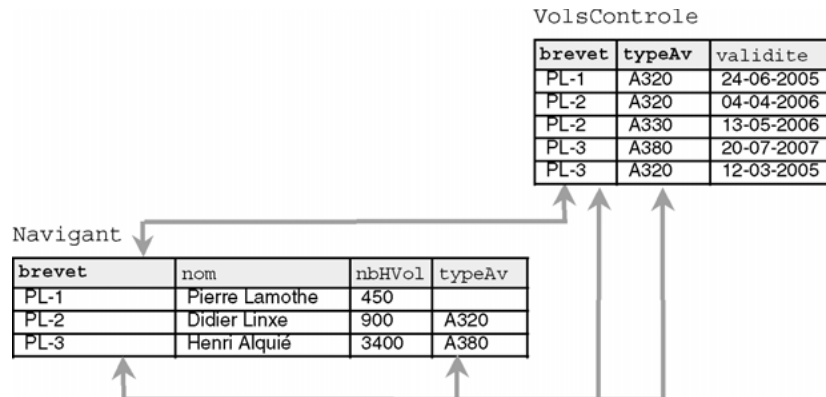 VolsControle
brevet typeAv validite
PL-1 A320 24-06-2005
PL-2 A320 04-04-2006
PL-2 A330 13-05-2006
PL-3 A380 20-07-2007
PL-3 A320 12-03-2005
Navigant
brevet nom nbHVol typeAv
PL-1 Pierre Lamothe 450
PL-2 Didier Linxe 900 A320
PL-3 Henri Alquié 3400 A380